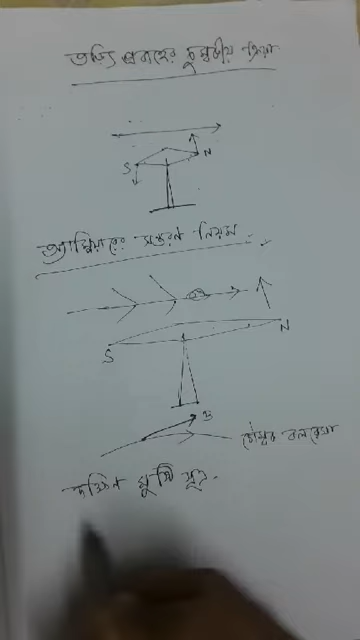 তড়িৎ প্রবাহের চুম্বকীয় ক্রিয়া
S N
অ্যাম্পিয়ারের সন্তরণ নিয়ম :-
S N
B
চৌম্বক বলরেখা
দক্ষিণ মুষ্টি সূত্র.